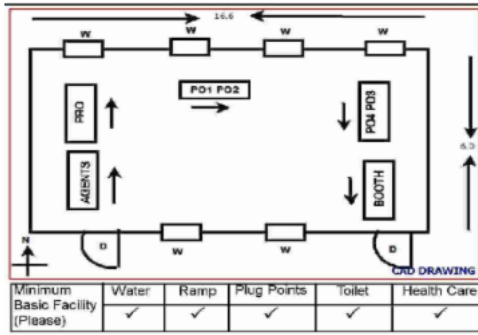 16.6
W W W W
PO1 PO2
PRO
PO4 PO3
6.0
AGENTS
BOOTH
N
D W W D
CAD DRAWING
Minimum Basic Facility (Please) Water Ramp Plug Points Toilet Health Care
✓ ✓ ✓ ✓ ✓